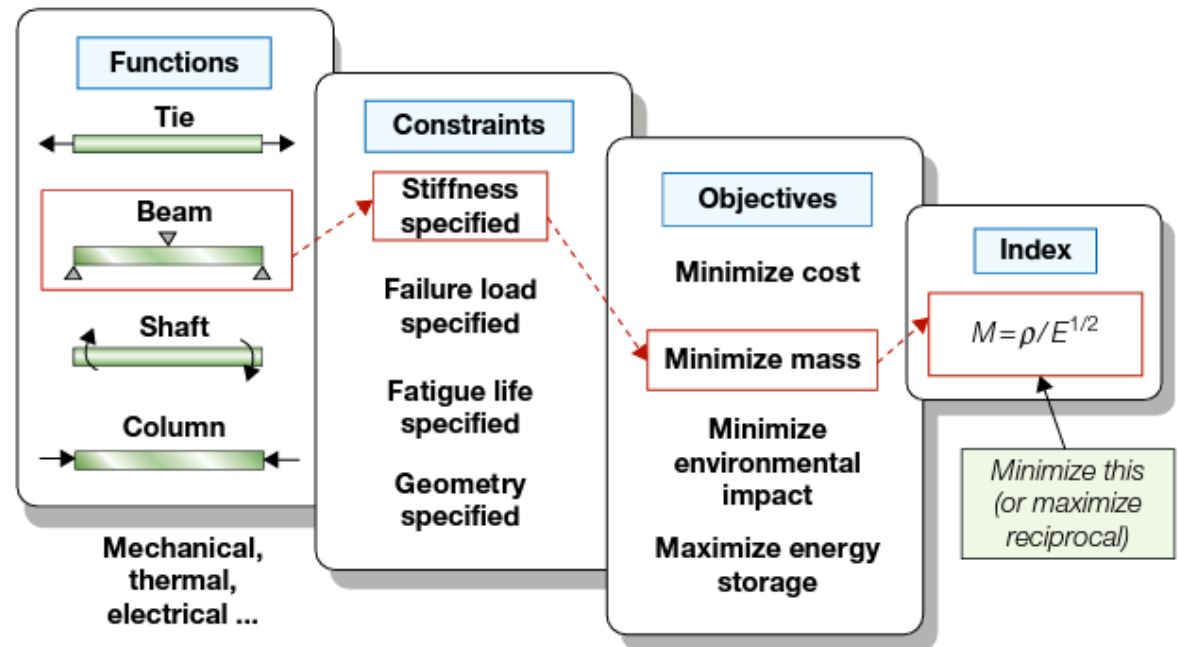 Functions
Tie
Beam
Shaft
Column
Mechanical,
thermal,
electrical ...
Constraints
Stiffness
specified
Failure load
specified
Fatigue life
specified
Geometry
specified
Objectives
Minimize cost
Minimize mass
Minimize
environmental
impact
Maximize energy
storage
Index
M = ρ/E^{1/2}
Minimize this
(or maximize
reciprocal)